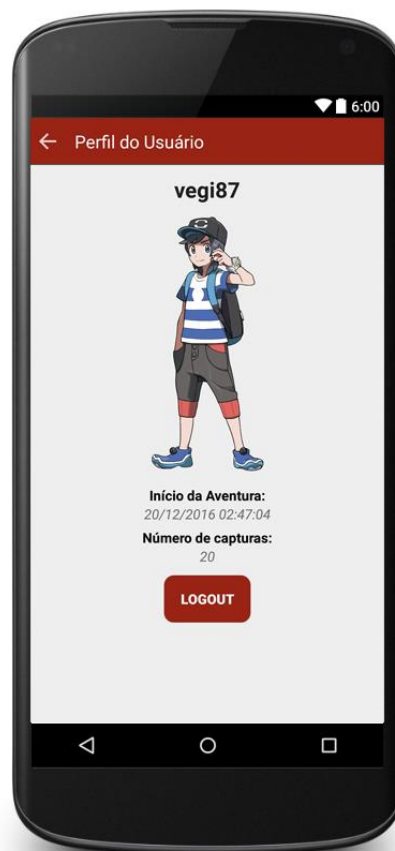 6:00
Perfil do Usuário
vegi87
Início da Aventura:
20/12/2016 02:47:04
Número de capturas:
20
LOGOUT